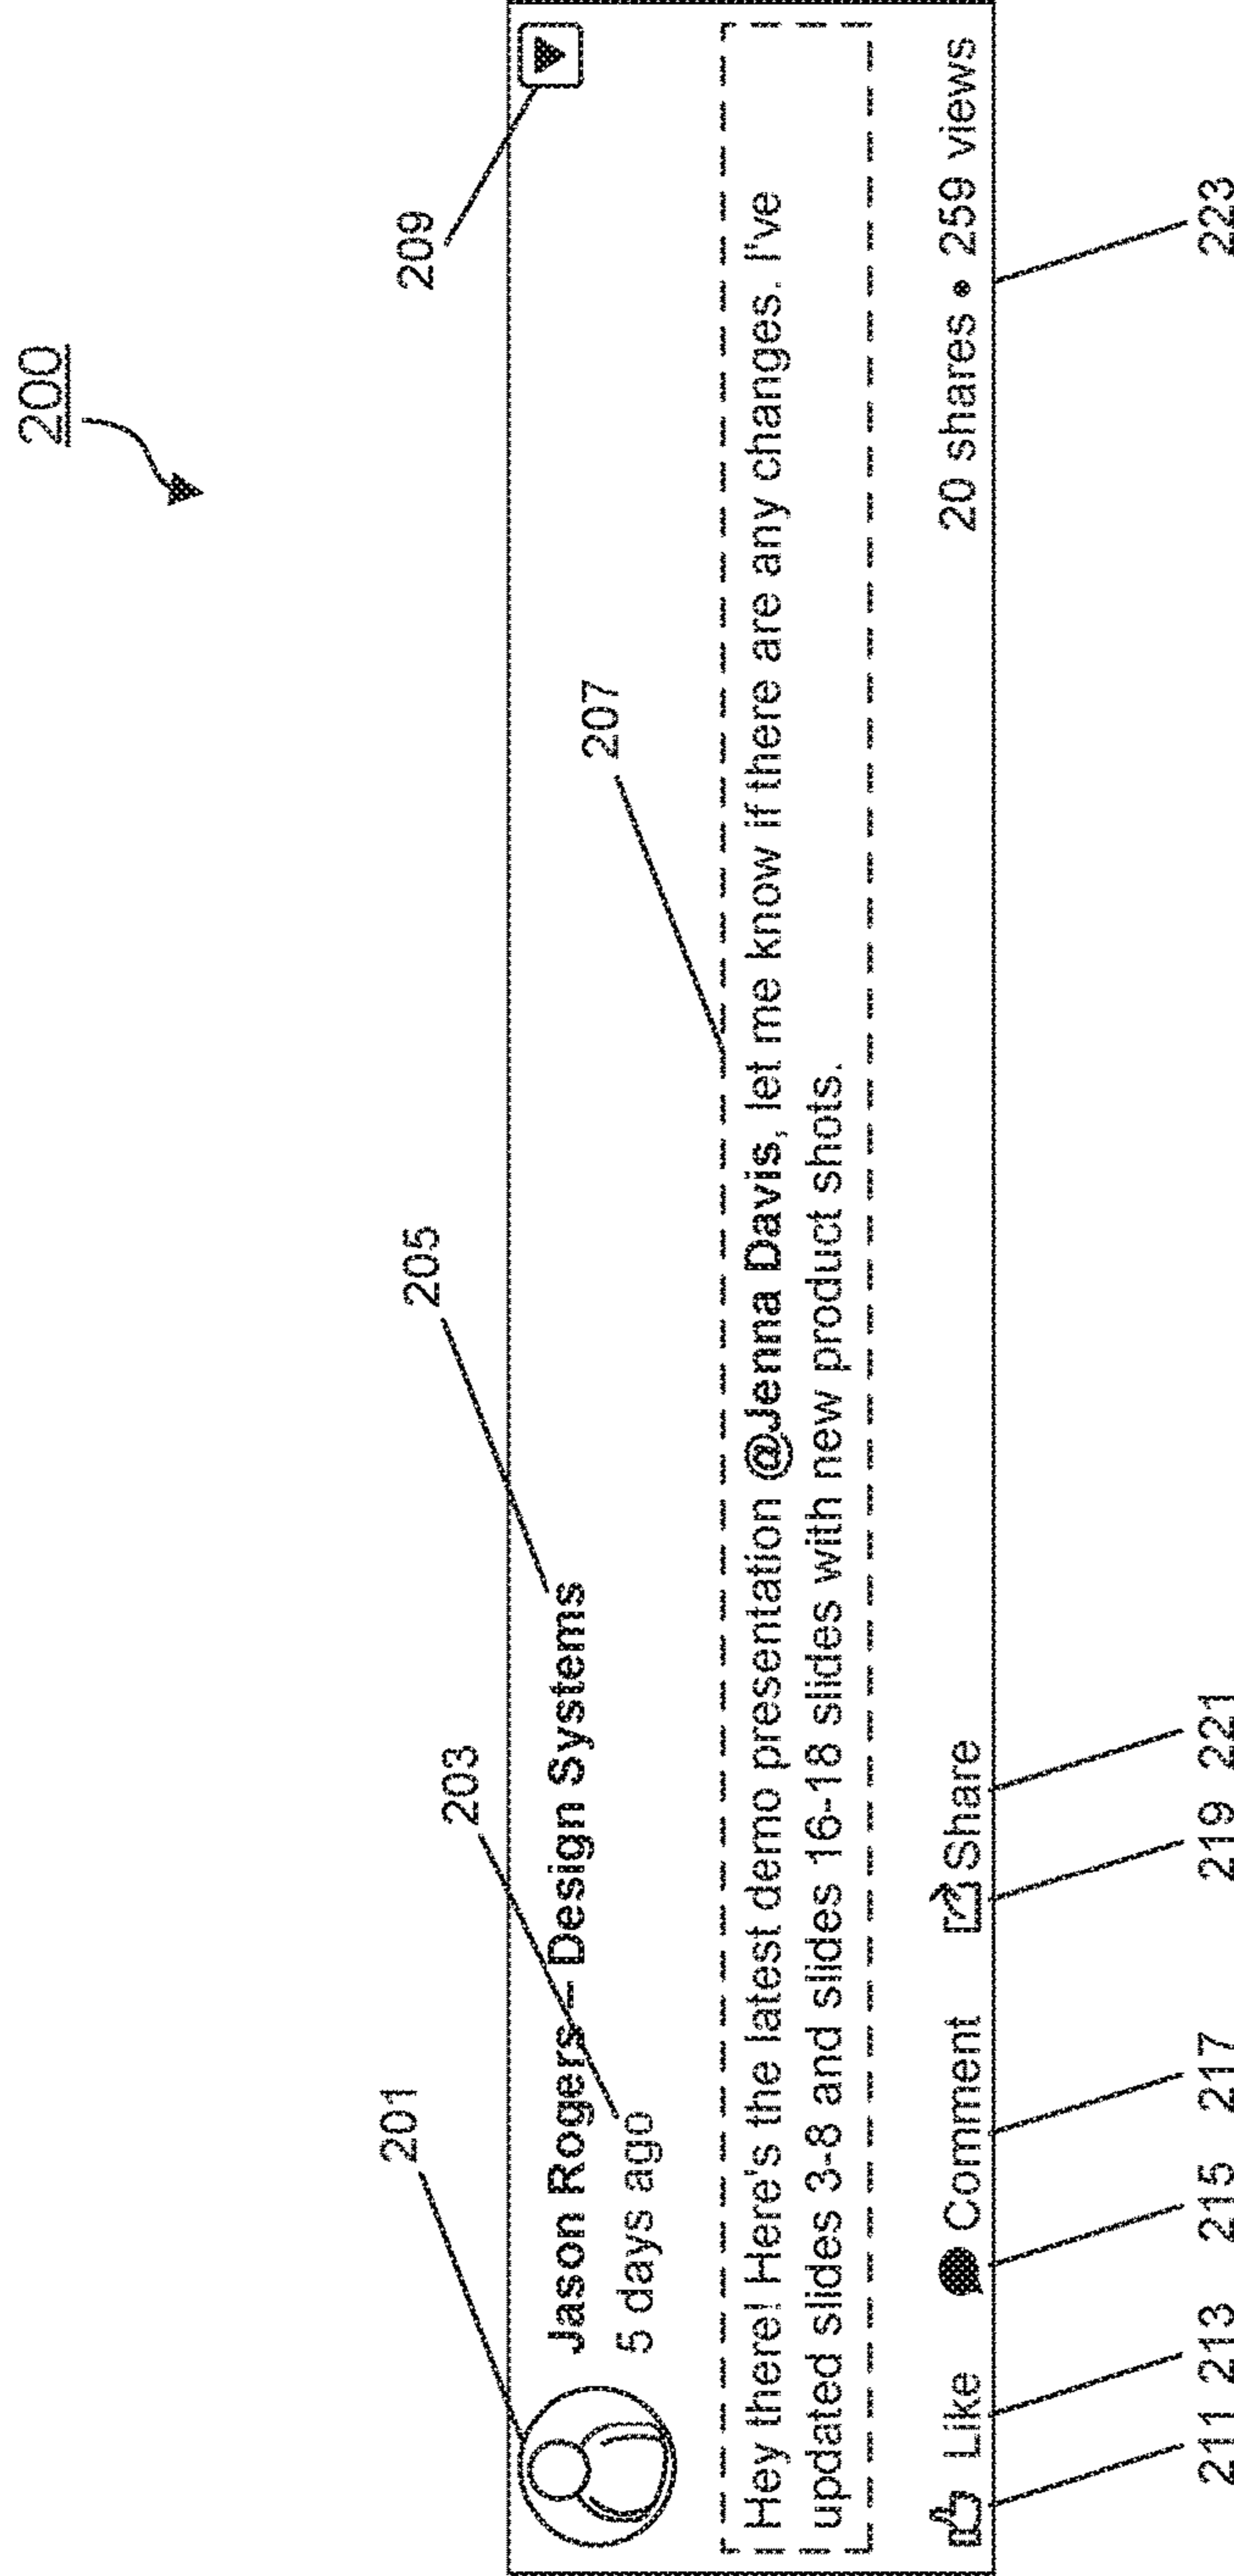 200
201
203
205
207
209
Jason Rogers – Design Systems
5 days ago
Hey there! Here's the latest demo presentation @Jenna Davis, let me know if there are any changes. I've
updated slides 3-8 and slides 16-18 slides with new product shots.
Like Comment Share 20 shares • 259 views
211 213 215 217 219 221 223